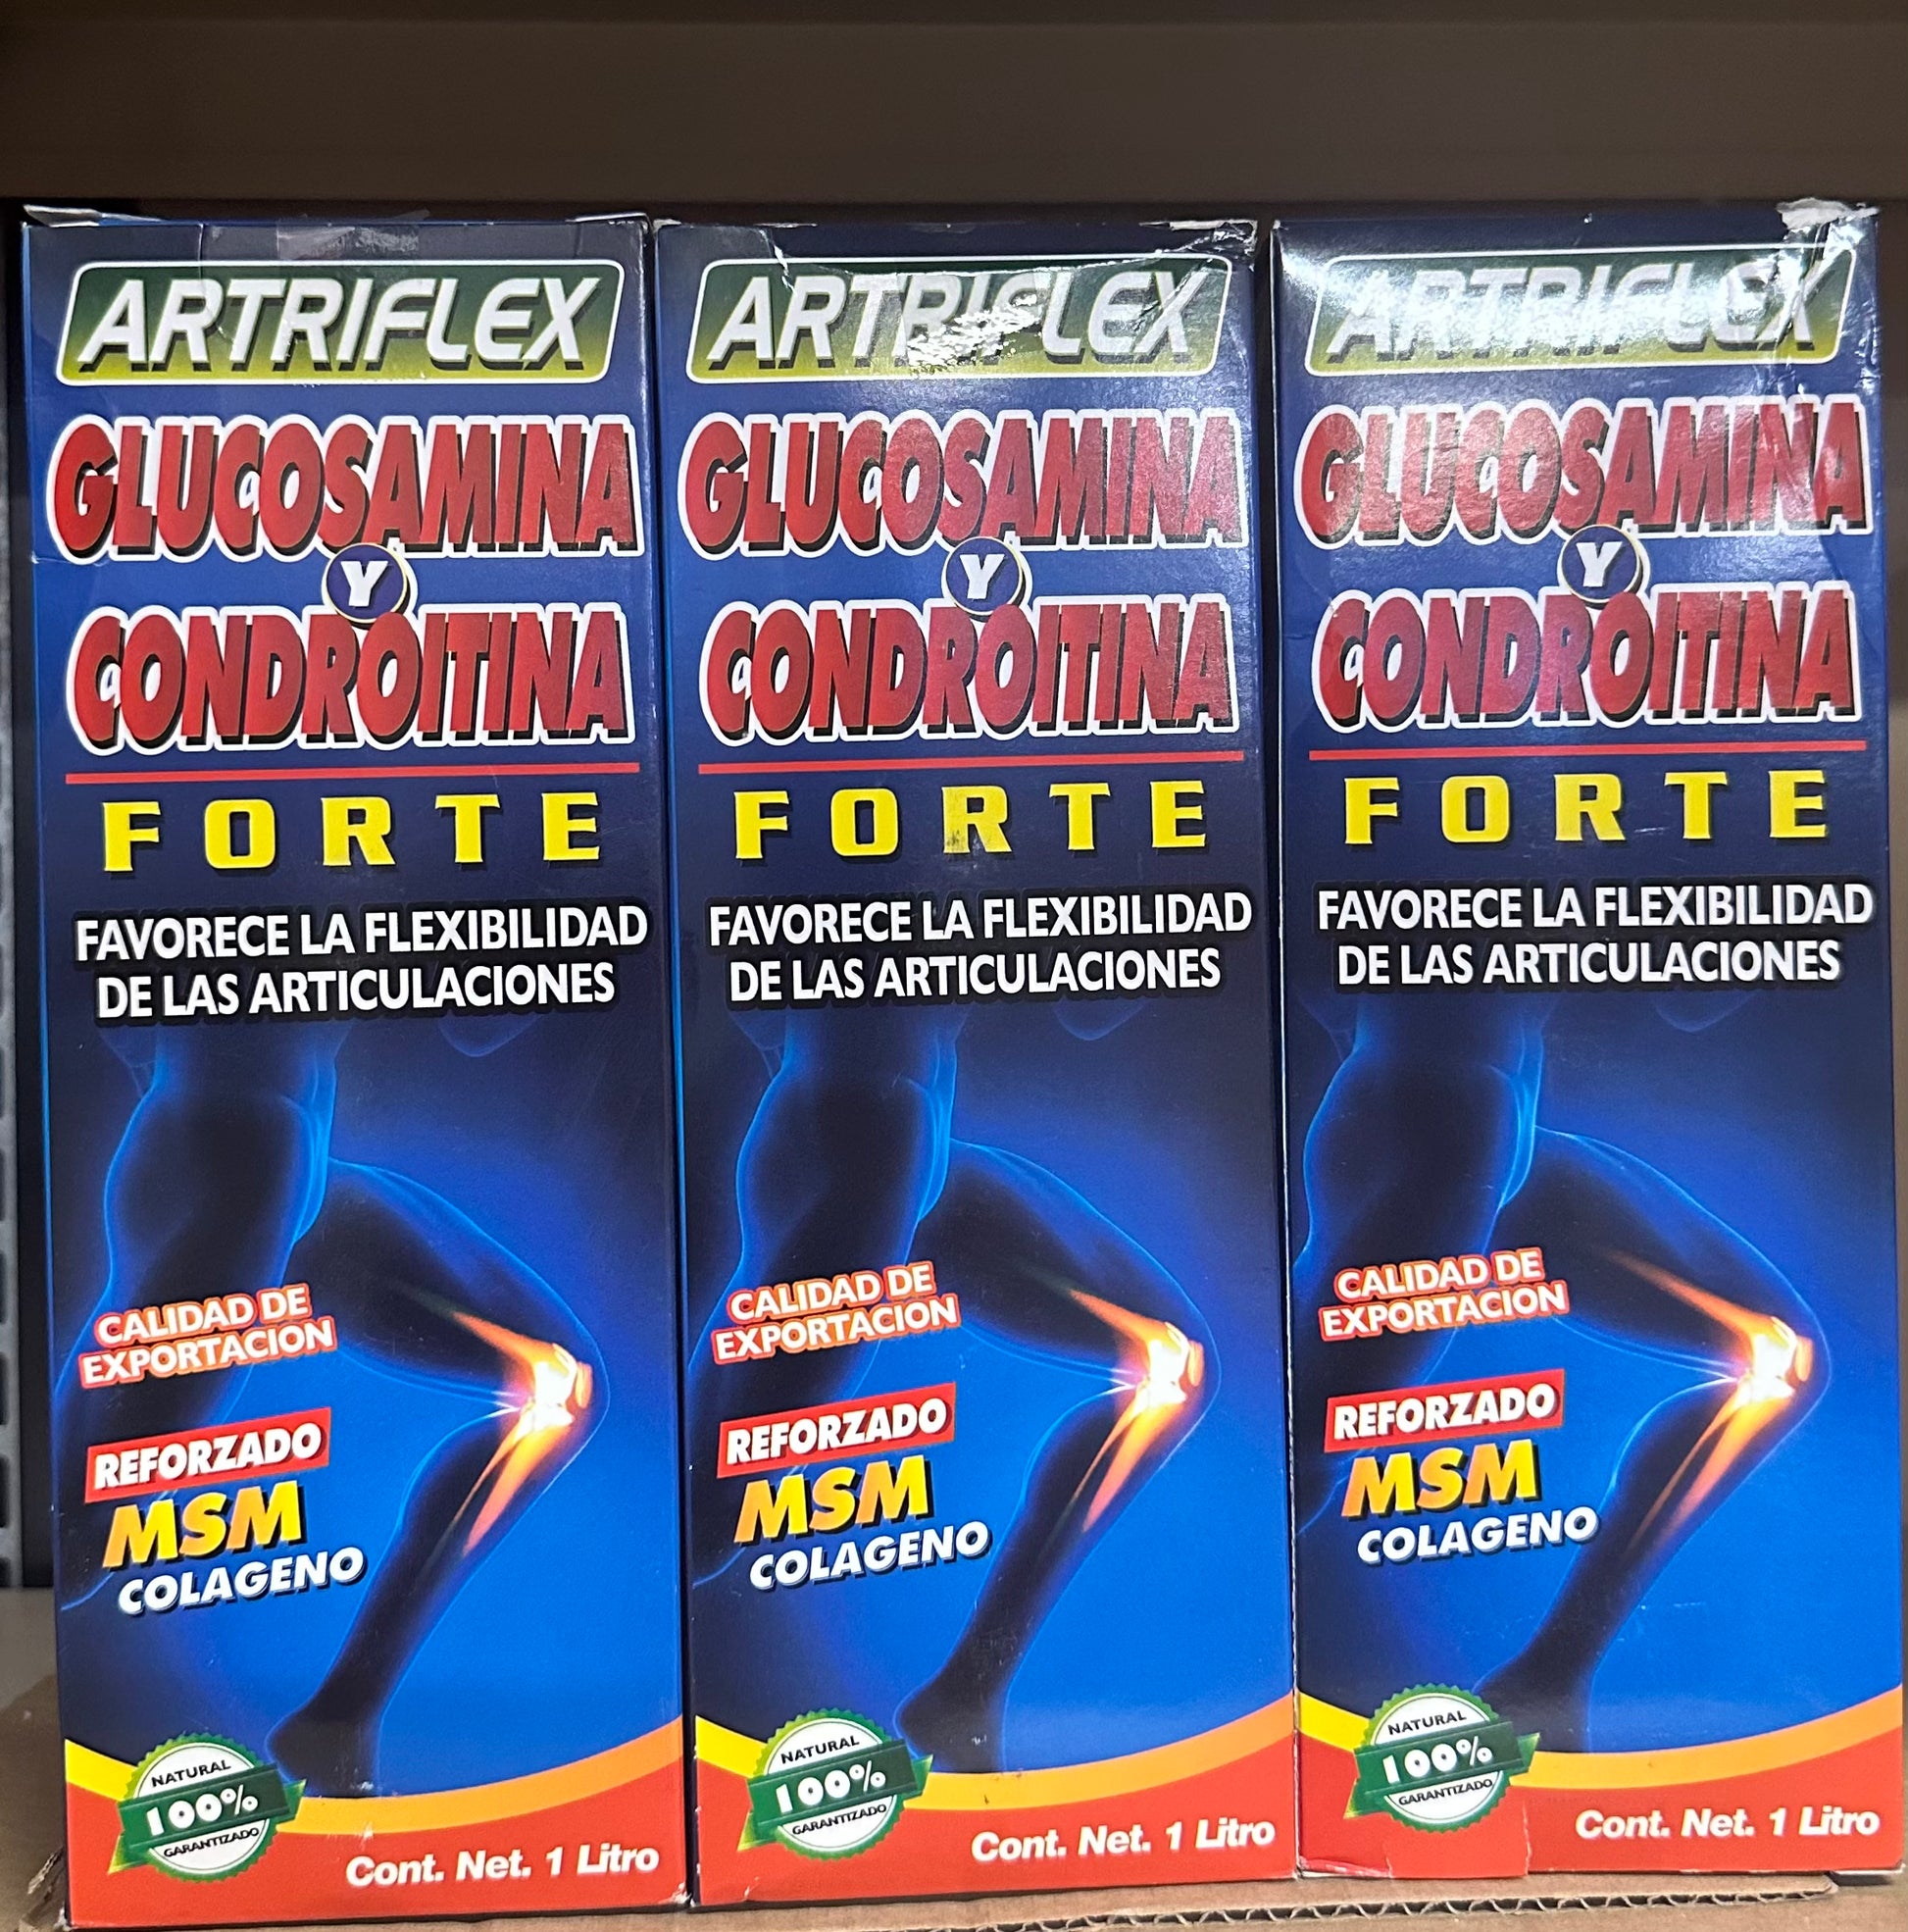 ARTRIFLEX
GLUCOSAMINA
Y
CONDROITINA
FORTE
FAVORECE LA FLEXIBILIDAD
DE LAS ARTICULACIONES
CALIDAD DE
EXPORTACION
REFORZADO
MSM
COLAGENO
NATURAL
100%
GARANTIZADO
Cont. Net. 1 Litro
ARTRIFLEX
GLUCOSAMINA
Y
CONDROITINA
FORTE
FAVORECE LA FLEXIBILIDAD
DE LAS ARTICULACIONES
CALIDAD DE
EXPORTACION
REFORZADO
MSM
COLAGENO
NATURAL
100%
GARANTIZADO
Cont. Net. 1 Litro
ARTRIFLEX
GLUCOSAMINA
Y
CONDROITINA
FORTE
FAVORECE LA FLEXIBILIDAD
DE LAS ARTICULACIONES
CALIDAD DE
EXPORTACION
REFORZADO
MSM
COLAGENO
NATURAL
100%
GARANTIZADO
Cont. Net. 1 Litro